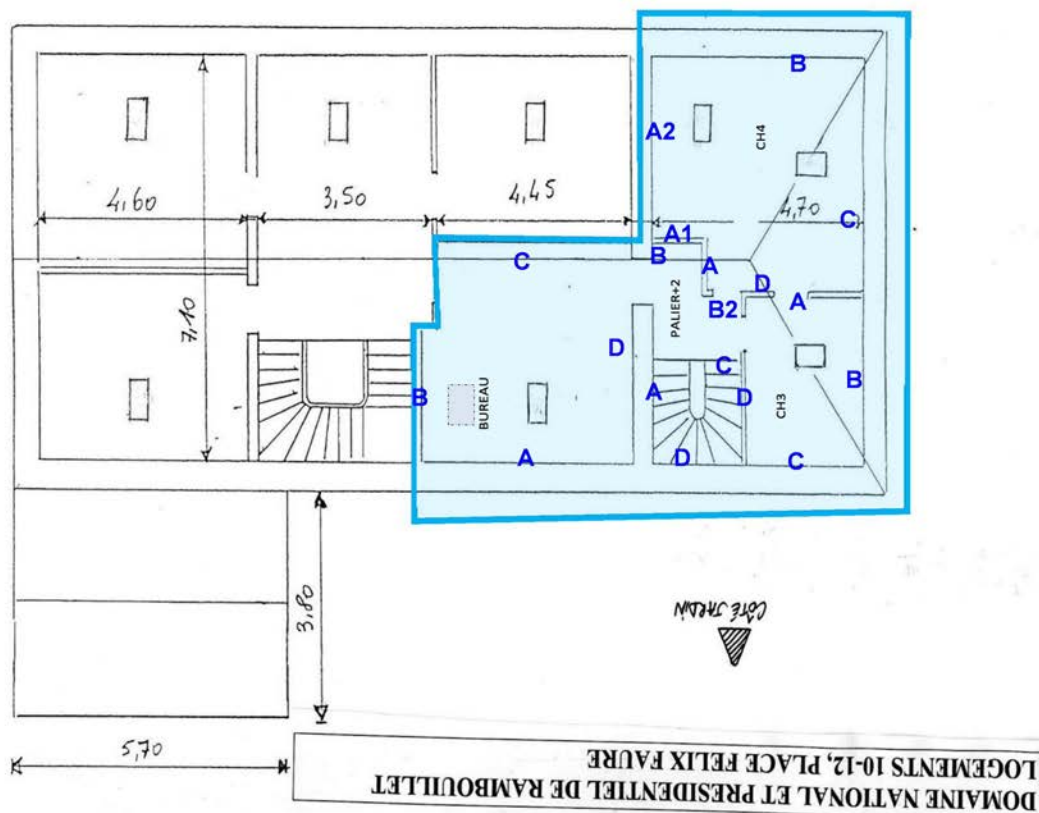 B
A2
CH4
4,60
3,50
4,45
4,70
C
A1
C
B
A
D
A
B2
PALIER+2
7,10
D
C
B
B
A
D
BUREAU
CH3
A
D
C
3,80
CÔTÉ JARDIN
5,70
DOMAINE NATIONAL ET PRESIDENTIEL DE RAMBOUILLET
LOGEMENTS 10-12, PLACE FELIX FAURE